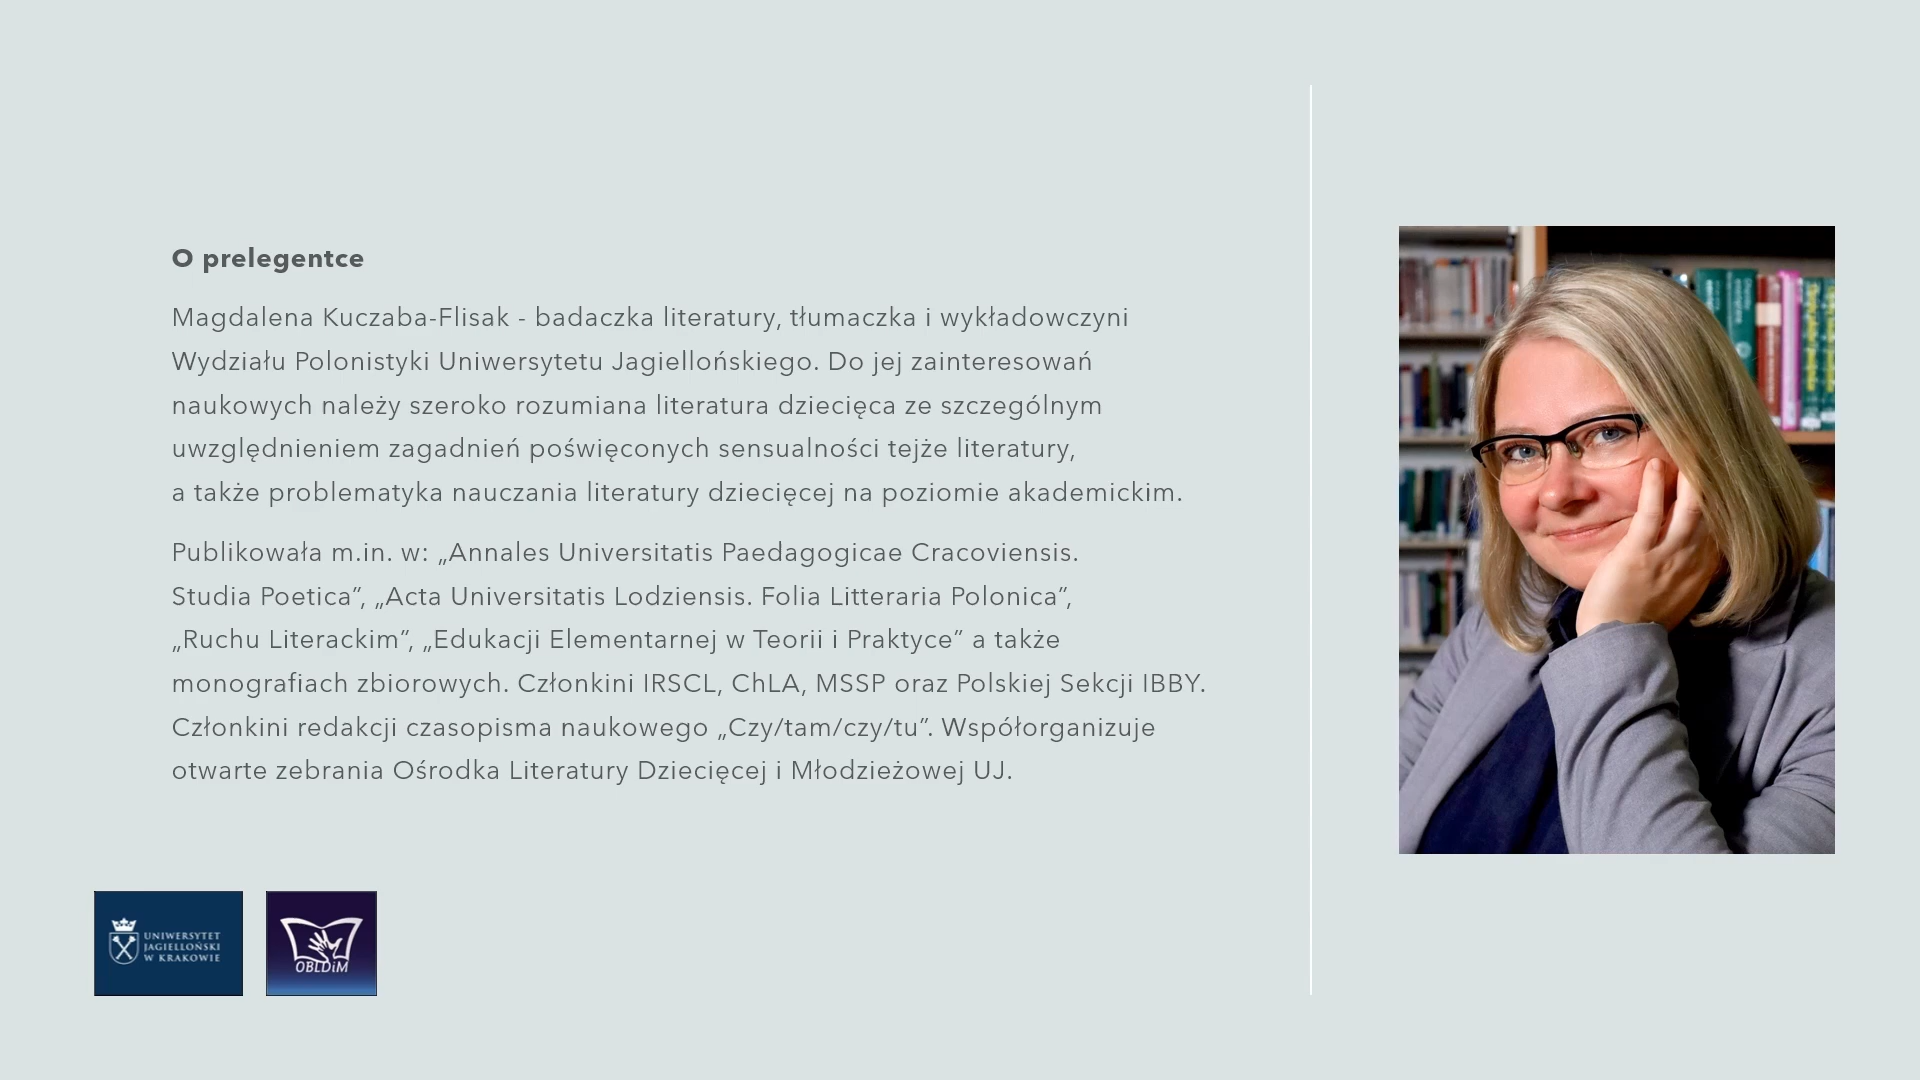 O prelegentce
Magdalena Kuczaba-Flisak - badaczka literatury, tłumaczka i wykładowczyni
Wydziału Polonistyki Uniwersytetu Jagiellońskiego. Do jej zainteresowań
naukowych należy szeroko rozumiana literatura dziecięca ze szczególnym
uwzględnieniem zagadnień poświęconych sensualności tejże literatury,
a także problematyka nauczania literatury dziecięcej na poziomie akademickim.
Publikowała m.in. w: „Annales Universitatis Paedagogicae Cracoviensis.
Studia Poetica”, „Acta Universitatis Lodziensis. Folia Litteraria Polonica”,
„Ruchu Literackim”, „Edukacji Elementarnej w Teorii i Praktyce” a także
monografiach zbiorowych. Członkini IRSCL, ChLA, MSSP oraz Polskiej Sekcji IBBY.
Członkini redakcji czasopisma naukowego „Czy/tam/czy/tu”. Współorganizuje
otwarte zebrania Ośrodka Literatury Dziecięcej i Młodzieżowej UJ.
UNIWERSYTET
JAGIELLOŃSKI
W KRAKOWIE
OBLDiM